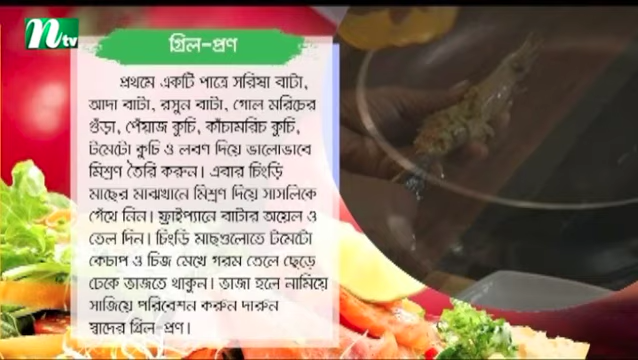 ntv
গ্রিল-প্রণ
প্রথমে একটি পাত্রে সরিষা বাটা,
আদা বাটা, রসুন বাটা, গোল মরিচের
গুঁড়া, পেঁয়াজ কুচি, কাঁচামরিচ কুচি,
টমেটো কুচি ও লবণ দিয়ে ভালোভাবে
মিশ্রণ তৈরি করুন। এবার চিংড়ি
মাছের মাঝখানে মিশ্রণ দিয়ে সাসলিকে
গেঁথে নিন। ফ্রাইপ্যানে বাটার অয়েল ও
তেল দিন। চিংড়ি মাছগুলোতে টমেটো
কেচাপ ও চিজ মেখে গরম তেলে ছেড়ে
ঢেকে ভাজতে থাকুন। ভাজা হলে নামিয়ে
সাজিয়ে পরিবেশন করুন দারুন
স্বাদের গ্রিল-প্রণ।